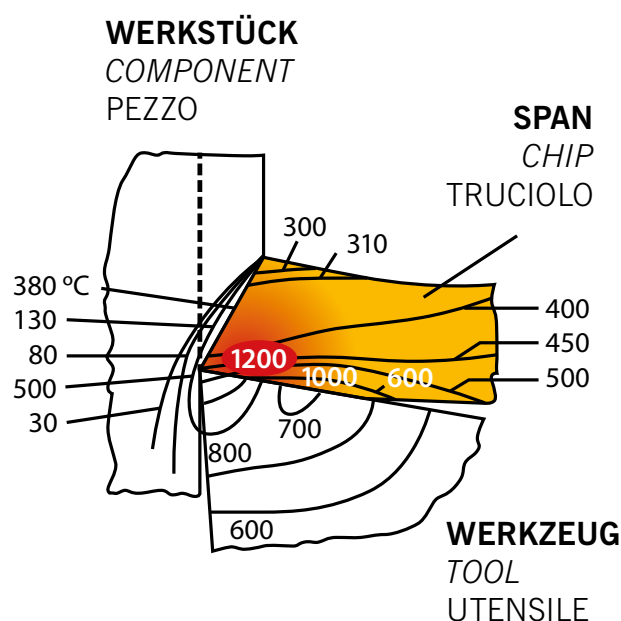 WERKSTÜCK
COMPONENT
PEZZO
SPAN
CHIP
TRUCIOLO
300
310
380 ºC
130
80
500
30
400
450
500
1200
1000
600
700
800
600
WERKZEUG
TOOL
UTENSILE